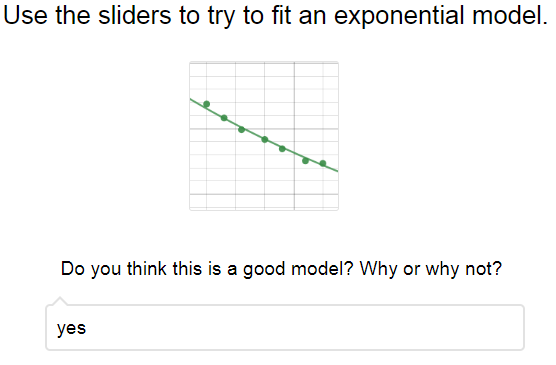 Use the sliders to try to fit an exponential model.
Do you think this is a good model? Why or why not?
yes